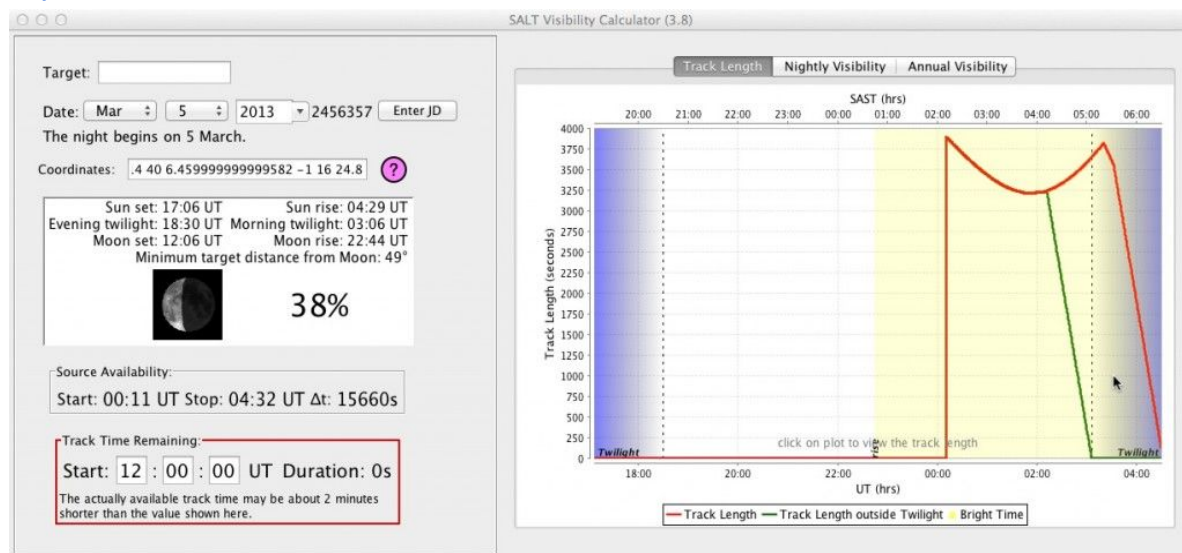 SALT Visibility Calculator (3.8)
Target:
Date: Mar 5 2013 2456357 Enter JD
The night begins on 5 March.
Coordinates: .4 40 6.459999999999582 −1 16 24.8 ?
Sun set: 17:06 UT Sun rise: 04:29 UT
Evening twilight: 18:30 UT Morning twilight: 03:06 UT
Moon set: 12:06 UT Moon rise: 22:44 UT
Minimum target distance from Moon: 49°
38%
Source Availability:
Start: 00:11 UT Stop: 04:32 UT Δt: 15660s
Track Time Remaining:
Start: 12 : 00 : 00 UT Duration: 0s
The actually available track time may be about 2 minutes
shorter than the value shown here.
Track Length Nightly Visibility Annual Visibility
SAST (hrs)
20:00 21:00 22:00 23:00 00:00 01:00 02:00 03:00 04:00 05:00 06:00
Track Length (seconds)
4000
3750
3500
3250
3000
2750
2500
2250
2000
1750
1500
1250
1000
750
500
250
0
click on plot to view the track length
Twilight
rise
Twilight
18:00 20:00 22:00 00:00 02:00 04:00
UT (hrs)
Track Length Track Length outside Twilight Bright Time